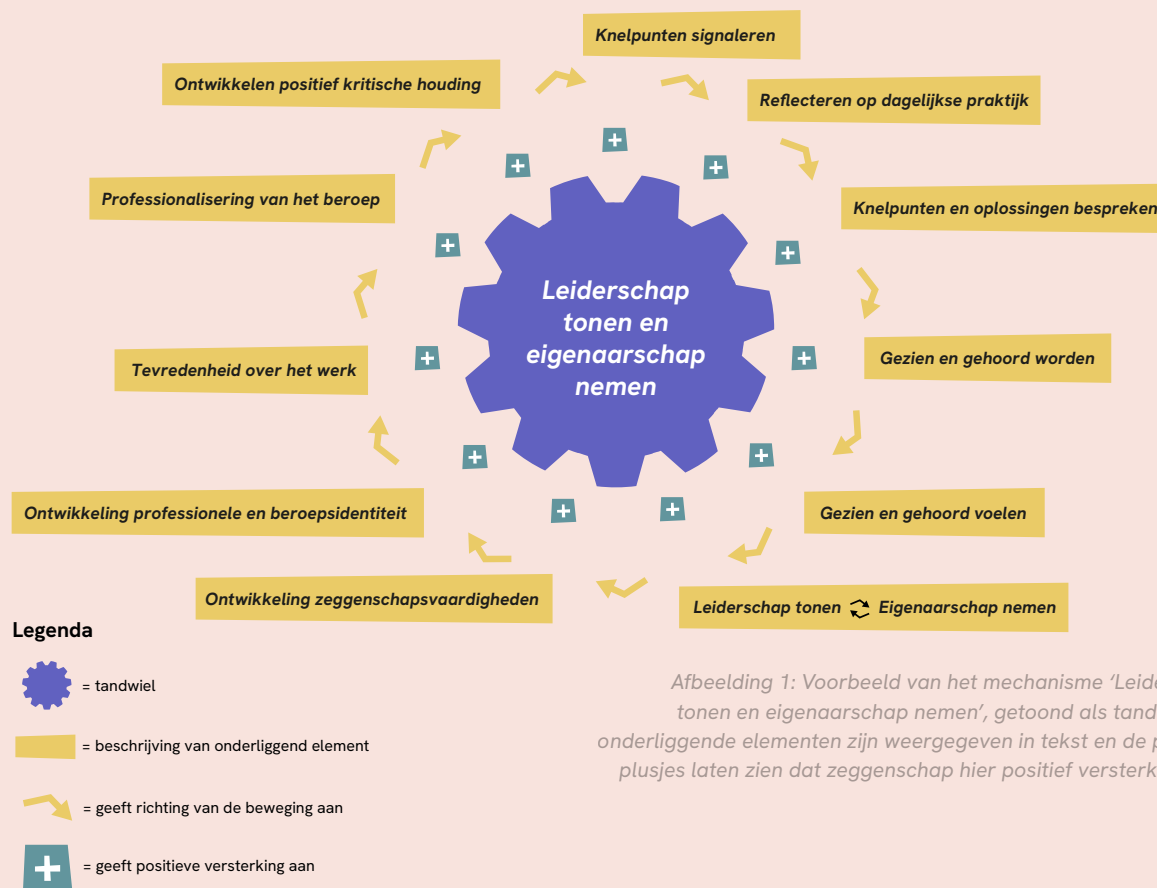 Knelpunten signaleren
Ontwikkelen positief kritische houding
Reflecteren op dagelijkse praktijk
Professionalisering van het beroep
Knelpunten en oplossingen bespreken
Leiderschap
tonen en
eigenaarschap
nemen
Tevredenheid over het werk
Gezien en gehoord worden
Ontwikkeling professionele en beroepsidentiteit
Gezien en gehoord voelen
Ontwikkeling zeggenschapsvaardigheden
Leiderschap tonen Eigenaarschap nemen
Legenda
= tandwiel
= beschrijving van onderliggend element
= geeft richting van de beweging aan
= geeft positieve versterking aan
Afbeelding 1: Voorbeeld van het mechanisme ‘Leide
tonen en eigenaarschap nemen’, getoond als tand
onderliggende elementen zijn weergegeven in tekst en de p
plusjes laten zien dat zeggenschap hier positief versterk